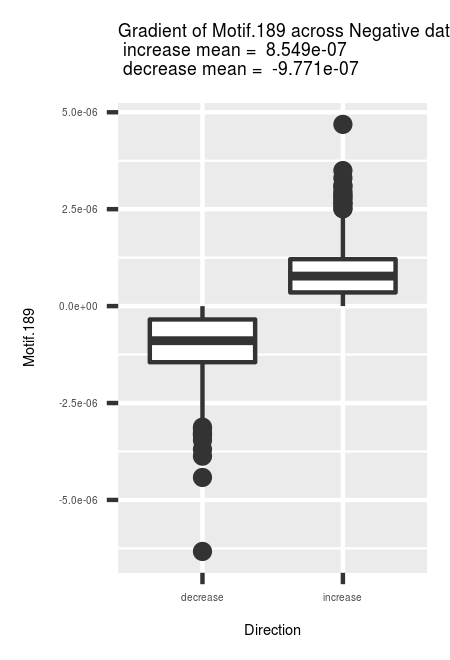 Gradient of Motif.189 across Negative dat
increase mean =  8.549e-07
decrease mean =  -9.771e-07
5.0e-06
2.5e-06
0.0e+00
-2.5e-06
-5.0e-06
Motif.189
decrease
increase
Direction